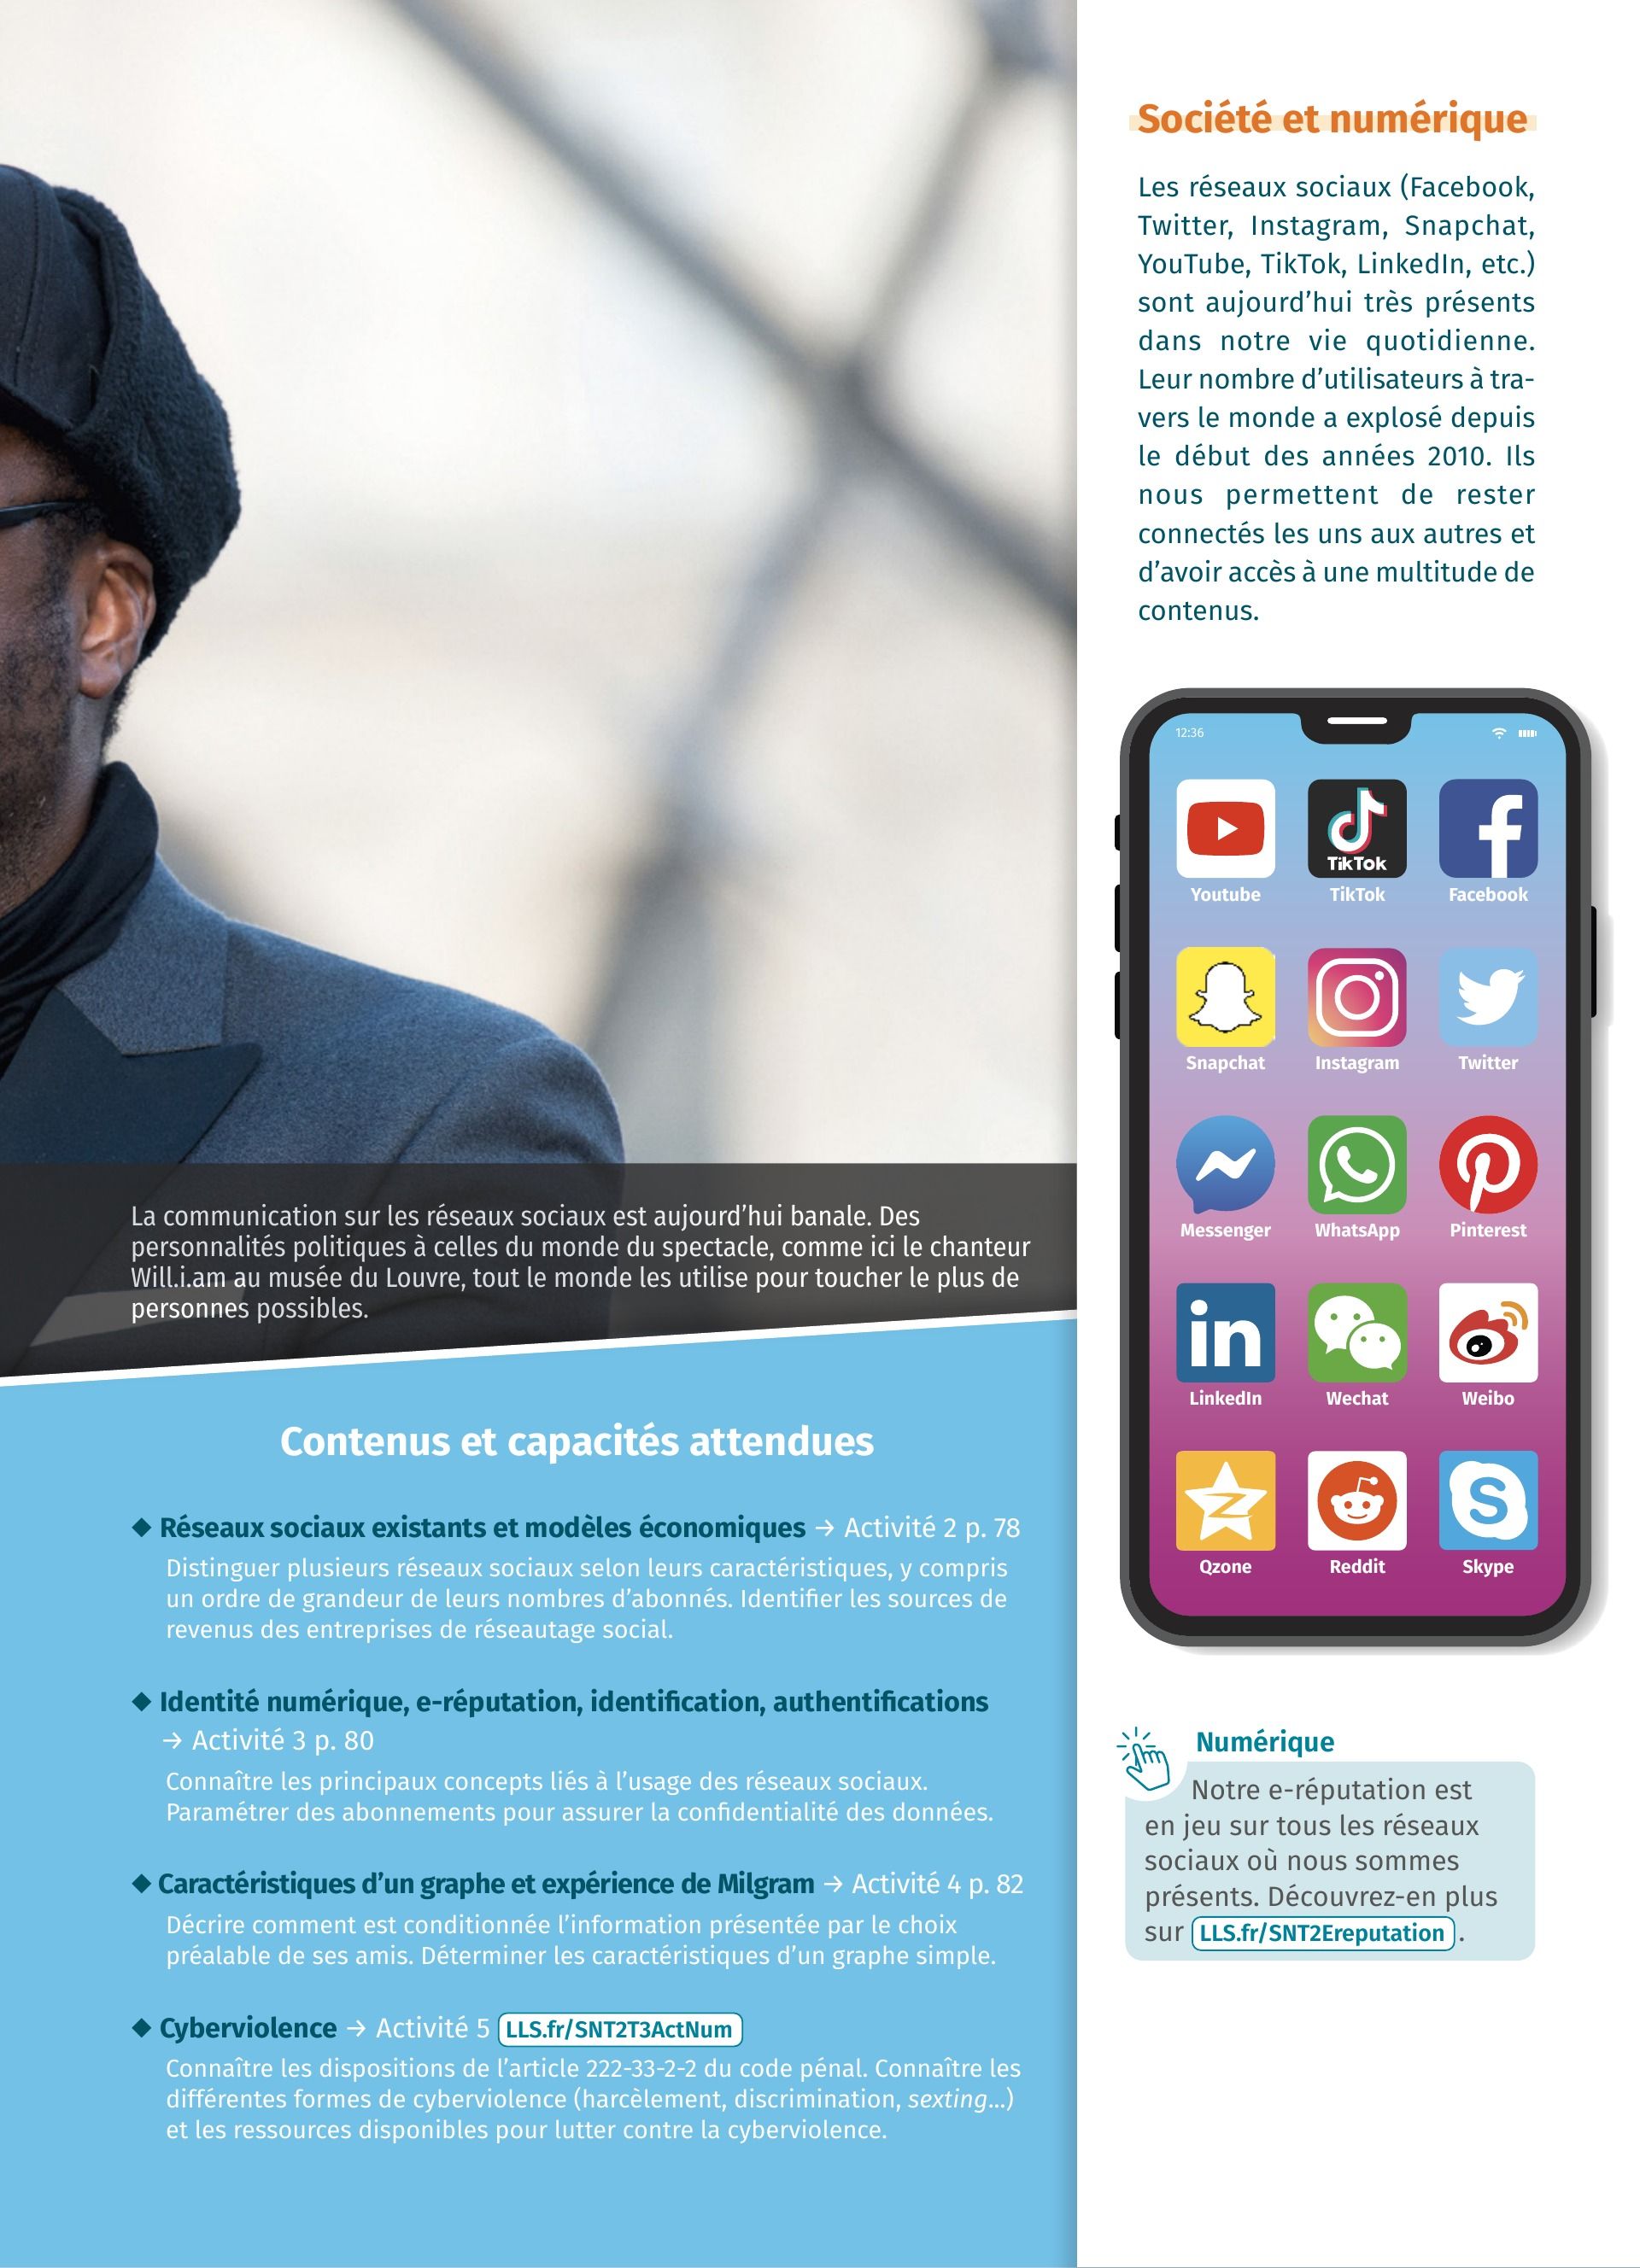 La communication sur les réseaux sociaux est aujourd’hui banale. Des
personnalités politiques à celles du monde du spectacle, comme ici le chanteur
Will.i.am au musée du Louvre, tout le monde les utilise pour toucher le plus de
personnes possibles.
Contenus et capacités attendues
◆ Réseaux sociaux existants et modèles économiques → Activité 2 p. 78
Distinguer plusieurs réseaux sociaux selon leurs caractéristiques, y compris
un ordre de grandeur de leurs nombres d’abonnés. Identifier les sources de
revenus des entreprises de réseautage social.
◆ Identité numérique, e-réputation, identification, authentifications
→ Activité 3 p. 80
Connaître les principaux concepts liés à l’usage des réseaux sociaux.
Paramétrer des abonnements pour assurer la confidentialité des données.
◆ Caractéristiques d’un graphe et expérience de Milgram → Activité 4 p. 82
Décrire comment est conditionnée l’information présentée par le choix
préalable de ses amis. Déterminer les caractéristiques d’un graphe simple.
◆ Cyberviolence → Activité 5 LLS.fr/SNT2T3ActNum
Connaître les dispositions de l’article 222-33-2-2 du code pénal. Connaître les
différentes formes de cyberviolence (harcèlement, discrimination, sexting...)
et les ressources disponibles pour lutter contre la cyberviolence.
Société et numérique
Les réseaux sociaux (Facebook,
Twitter, Instagram, Snapchat,
YouTube, TikTok, LinkedIn, etc.)
sont aujourd’hui très présents
dans notre vie quotidienne.
Leur nombre d’utilisateurs à tra-
vers le monde a explosé depuis
le début des années 2010. Ils
nous permettent de rester
connectés les uns aux autres et
d’avoir accès à une multitude de
contenus.
12:36
TikTok
Youtube TikTok Facebook
Snapchat Instagram Twitter
Messenger WhatsApp Pinterest
in
LinkedIn Wechat Weibo
Qzone Reddit Skype
Numérique
Notre e-réputation est
en jeu sur tous les réseaux
sociaux où nous sommes
présents. Découvrez-en plus
sur LLS.fr/SNT2Ereputation .